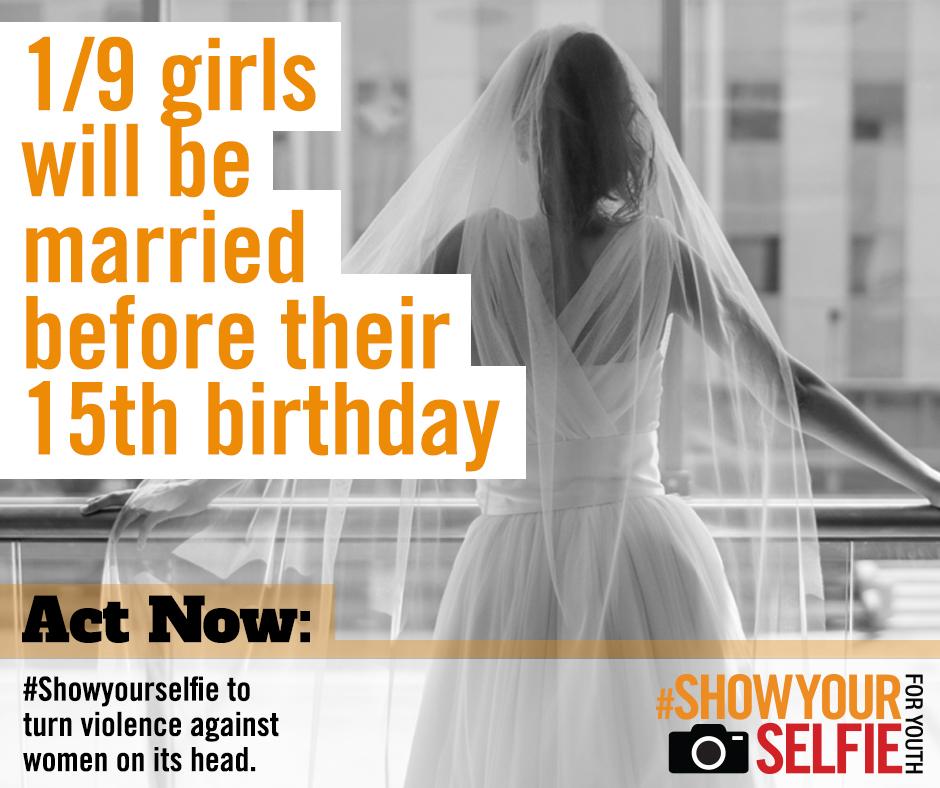 1/9 girls
will be
married
before their
15th birthday
Act Now:
#Showyourselfie to
turn violence against
women on its head.
#SHOWYOUR
SELFIE
FOR YOUTH